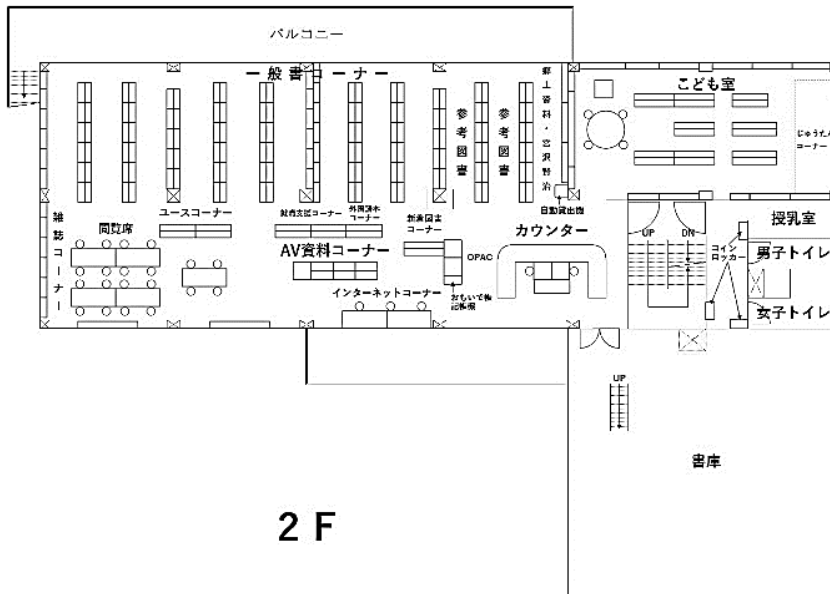 バルコニー
一般書コーナー
こども室
参考図書
参考図書
郷土資料・宮沢賢治
じゅうたん
コーナー
自動貸出機
雑誌コーナー
閲覧席
ユースコーナー
就農支援コーナー
外国語本
コーナー
新着図書
コーナー
カウンター
授乳室
AV資料コーナー
OPAC
UP
DN
コイン
ロッカー
男子トイレ
インターネットコーナー
女子トイレ
UP
書庫
2F